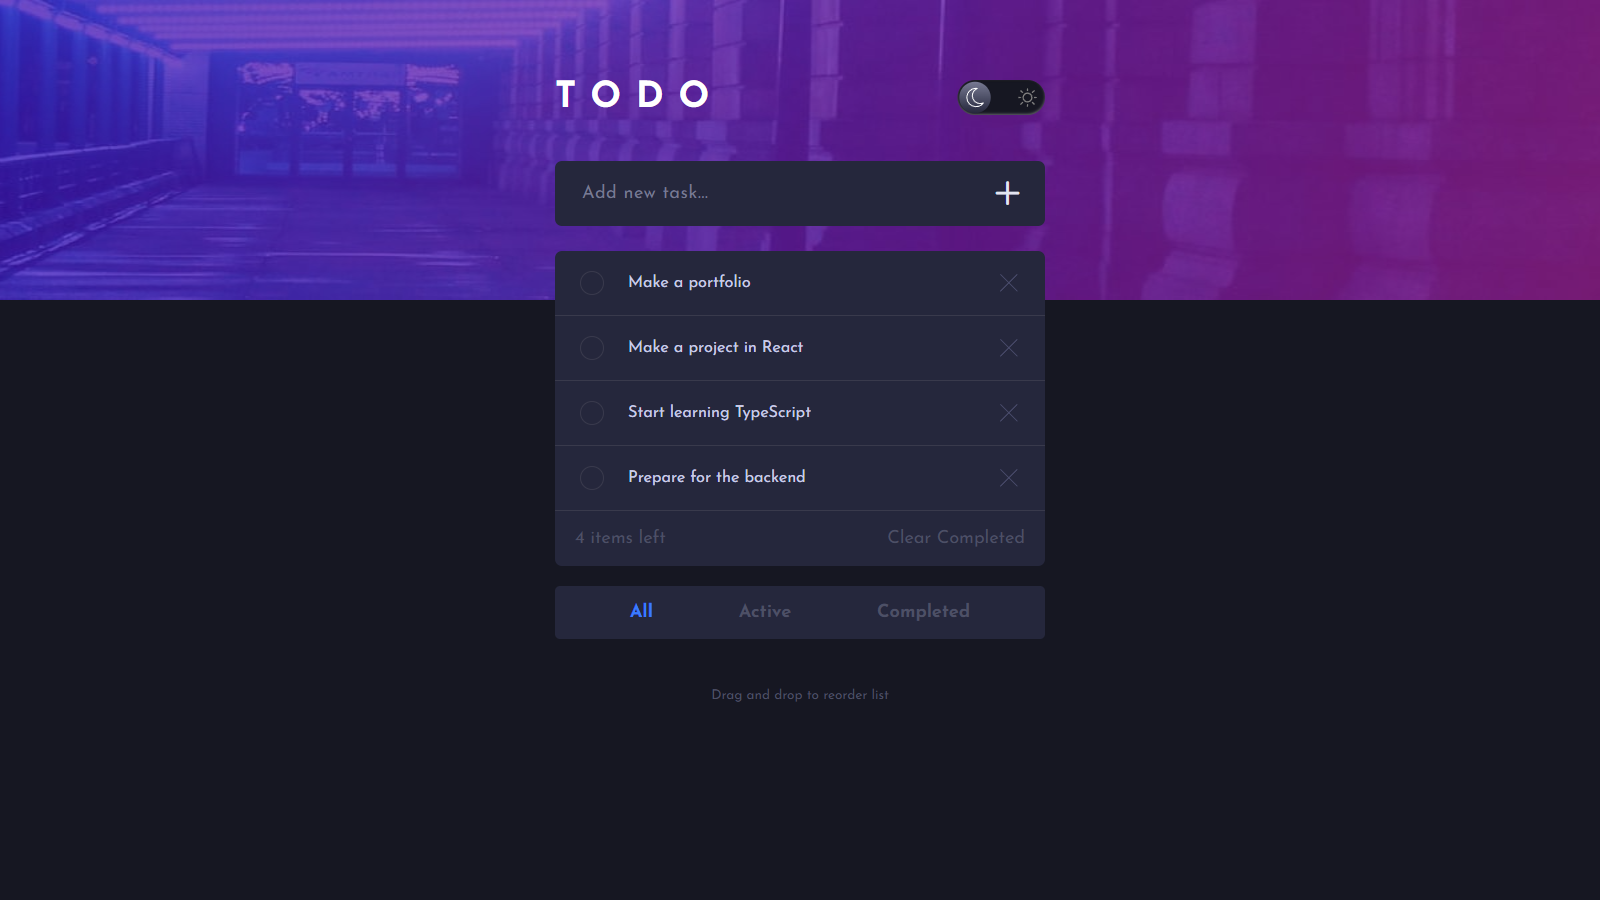 TODO
Add new task...
Make a portfolio
Make a project in React
Start learning TypeScript
Prepare for the backend
4 items left
Clear Completed
All
Active
Completed
Drag and drop to reorder list